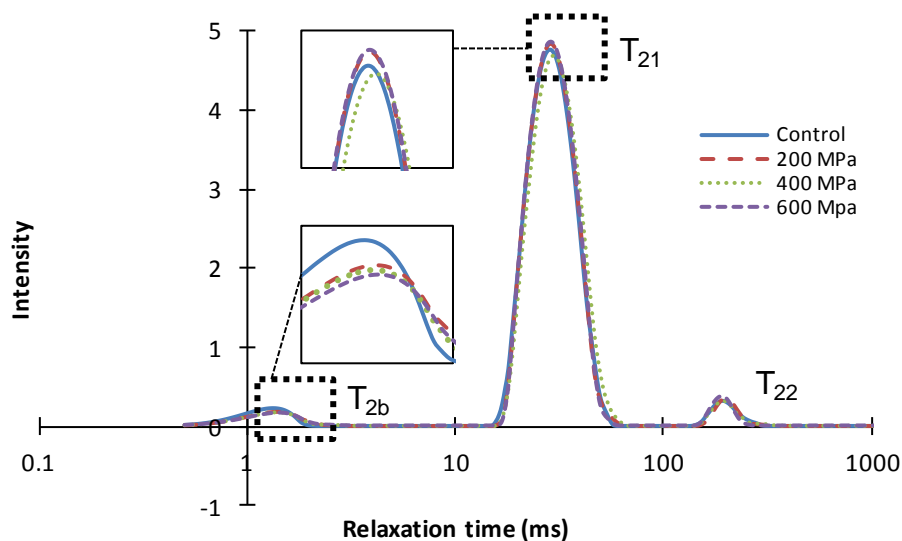 5
4
3
2
1
0
-1
Intensity
T21
T2b
T22
Control
200 MPa
400 MPa
600 Mpa
0.1 1 10 100 1000
Relaxation time (ms)